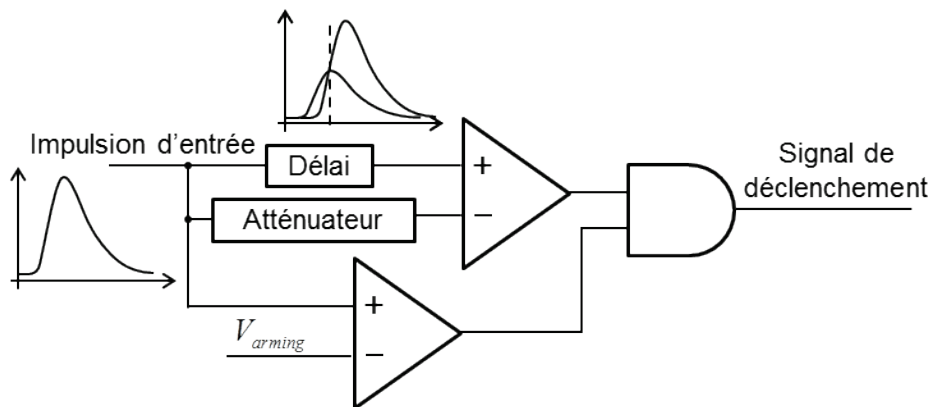 Impulsion d'entrée
Délai
Atténuateur
+
−
+
−
V_arming
Signal de
déclenchement